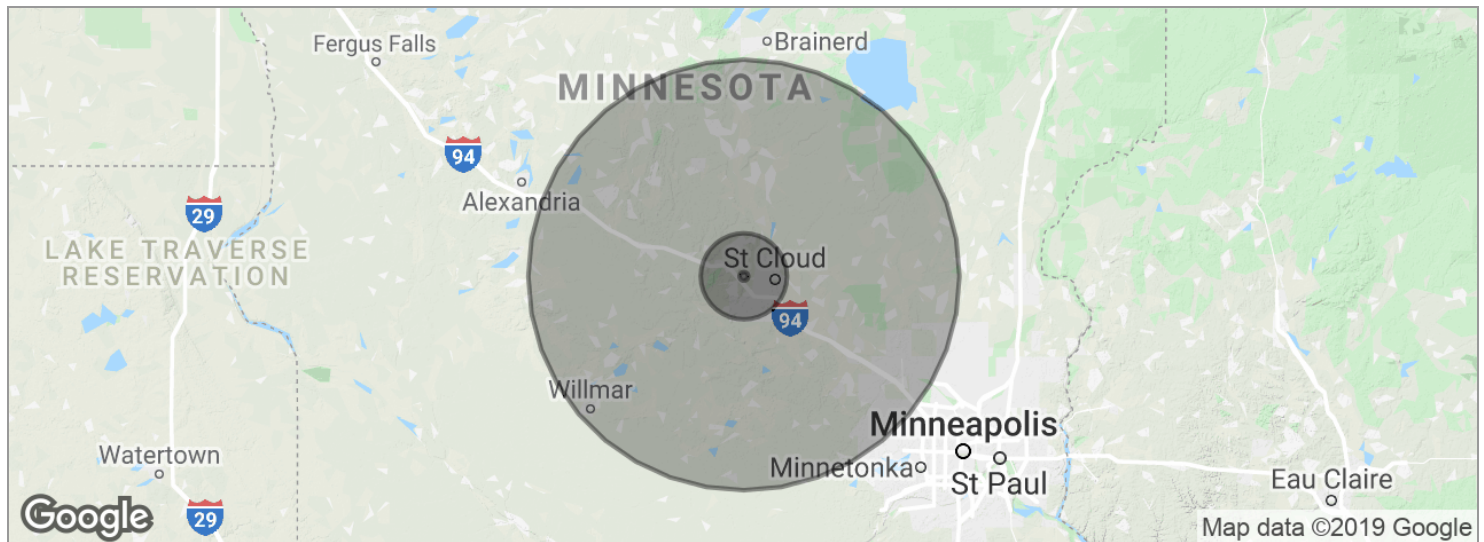 Fergus Falls
Brainerd
MINNESOTA
94
Alexandria
29
LAKE TRAVERSE
RESERVATION
St Cloud
94
Willmar
Minneapolis
Watertown
Minnetonka
St Paul
Eau Claire
29
Google
Map data ©2019 Google